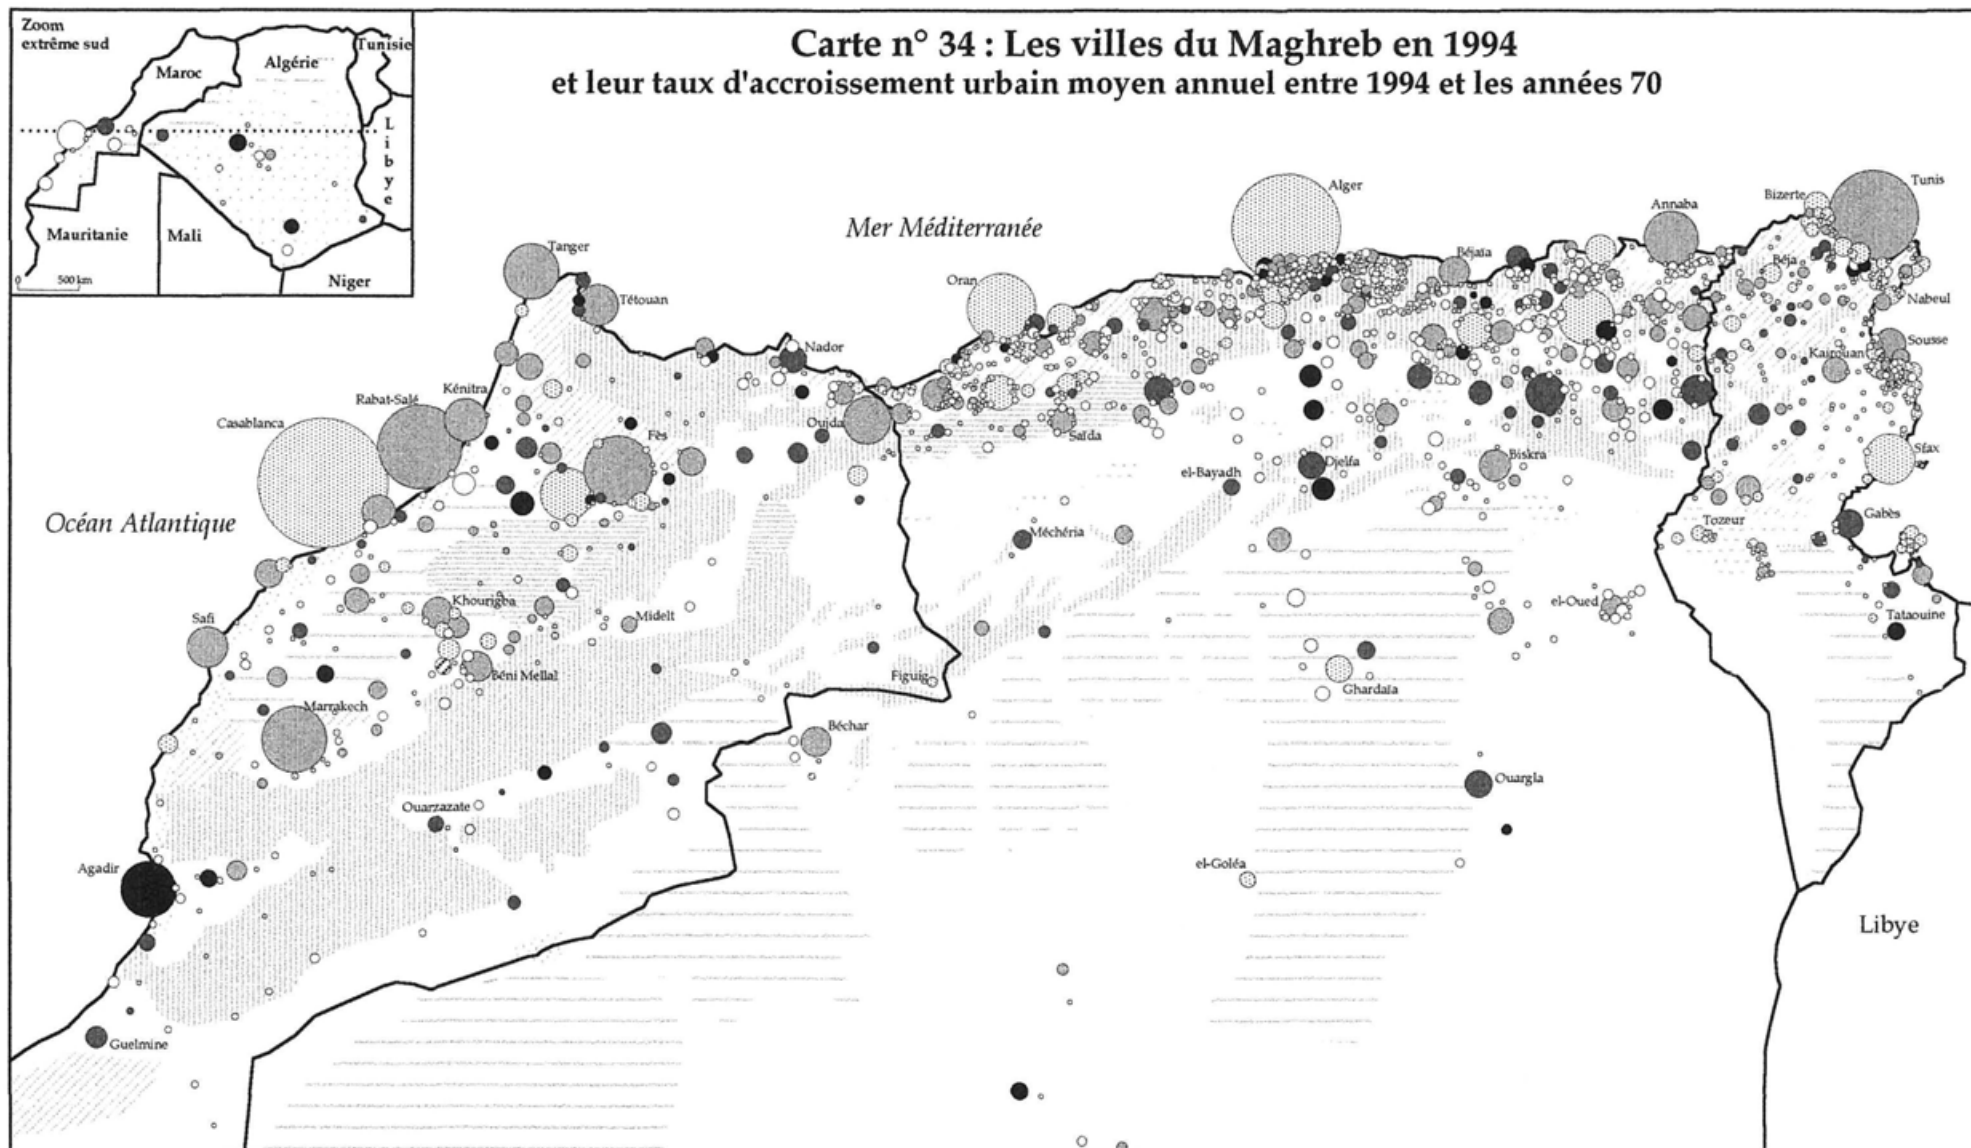 Zoom
extrême sud
Maroc
Algérie
Tunisie
Libye
Mauritanie
Mali
Niger
0 500 km
Carte n° 34 : Les villes du Maghreb en 1994
et leur taux d'accroissement urbain moyen annuel entre 1994 et les années 70
Mer Méditerranée
Océan Atlantique
Alger
Tunis
Bizerte
Annaba
Tanger
Béjaïa
Béja
Oran
Tétouan
Nabeul
Sousse
Nador
Kairouan
Kénitra
Rabat-Salé
Casablanca
Oujda
Fès
Saïda
Sfax
Djelfa
Biskra
el-Bayadh
Gabès
Tozeur
Méchéria
Khouribga
el-Oued
Safi
Midelt
Tataouine
Béni Mellal
Figuig
Ghardaïa
Marrakech
Béchar
Ouargla
Ouarzazate
el-Goléa
Agadir
Libye
Guelmine